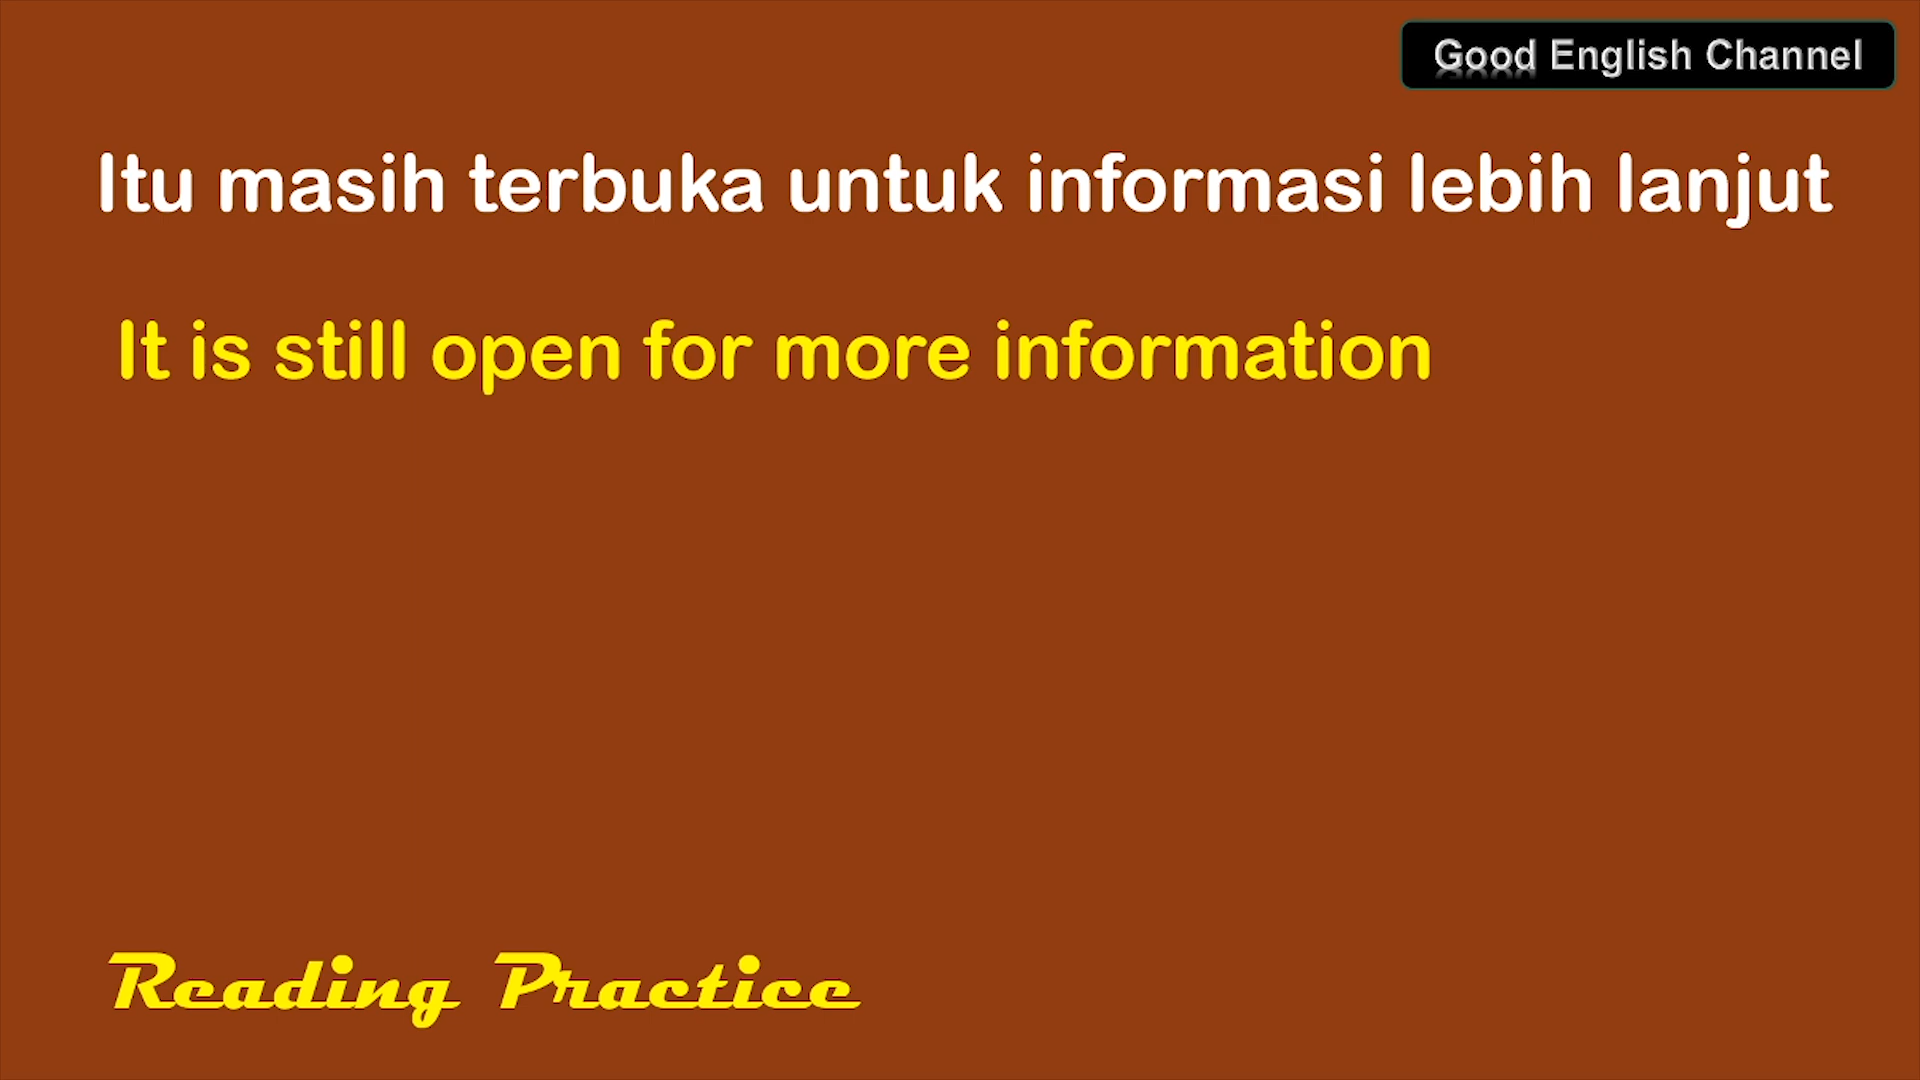 Good English Channel
Itu masih terbuka untuk informasi lebih lanjut
It is still open for more information
Reading Practice